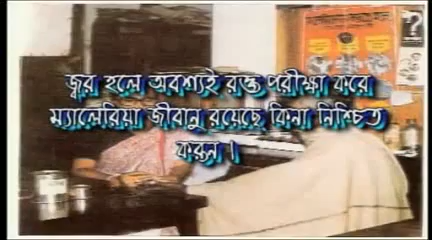 জ্বর হলে অবশ্যই রক্ত পরীক্ষা করে
ম্যালেরিয়া জীবানু রয়েছে কিনা নিশ্চিত
করুন ।
?